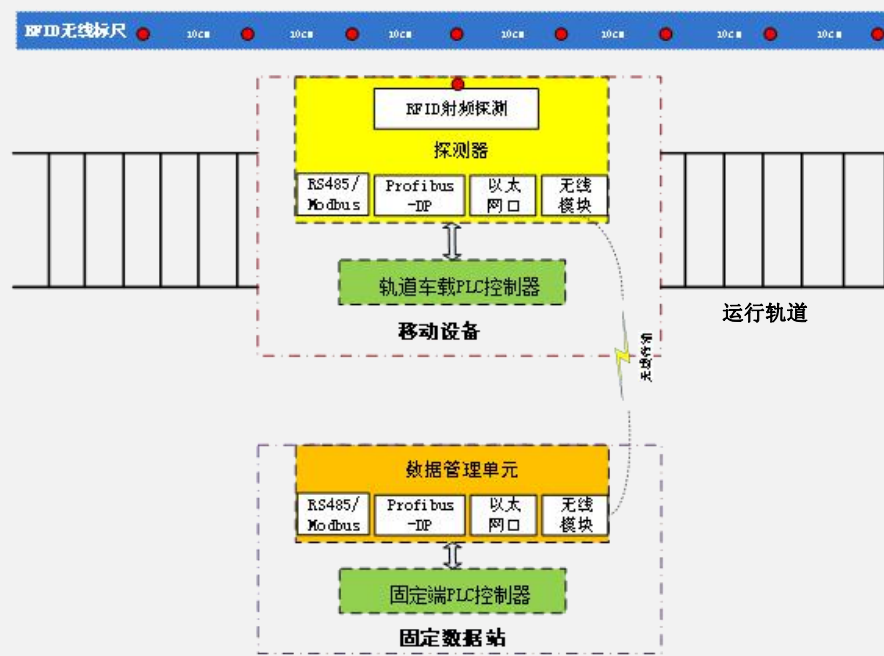 RFID无线标尺 10cm 10cm 10cm 10cm 10cm 10cm 10cm
RFID射频探测
探测器
RS485/
Modbus
Profibus
-DP
以太
网口
无线
模块
轨道车载PLC控制器
移动设备
运行轨道
无线传输
数据管理单元
RS485/
Modbus
Profibus
-DP
以太
网口
无线
模块
固定端PLC控制器
固定数据站